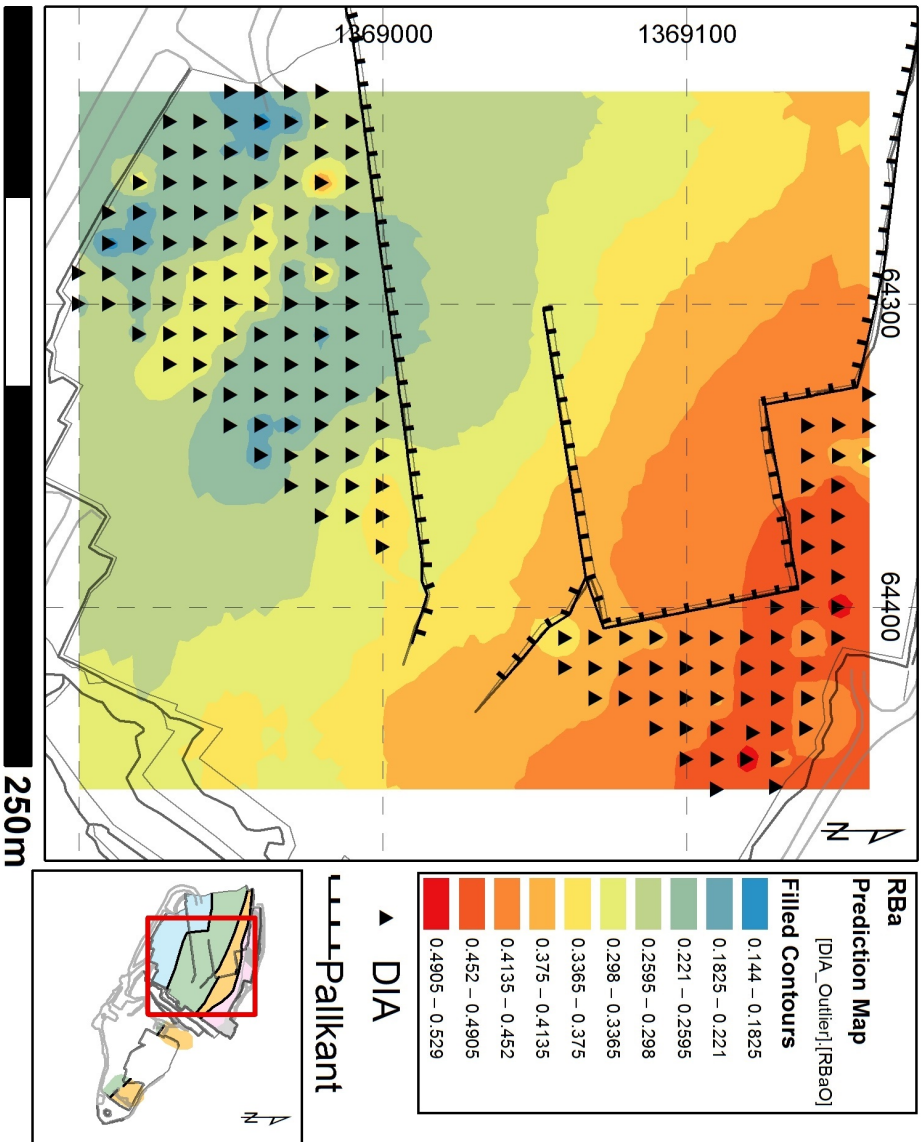 1369000
1369100
64300
64400
N
250m
RBa
Prediction Map
[DIA_Outlier].[RBaO]
Filled Contours
0.144 – 0.1825
0.1825 – 0.221
0.221 – 0.2595
0.2595 – 0.298
0.298 – 0.3365
0.3365 – 0.375
0.375 – 0.4135
0.4135 – 0.452
0.452 – 0.4905
0.4905 – 0.529
DIA
Pallkant
N